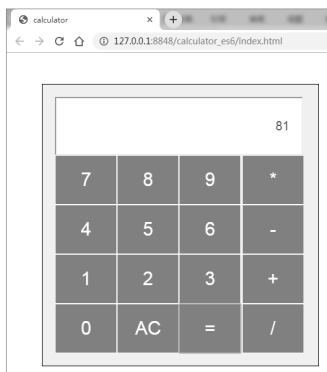 calculator
127.0.0.1:8848/calculator_es6/index.html
81
7 8 9 *
4 5 6 -
1 2 3 +
0 AC = /